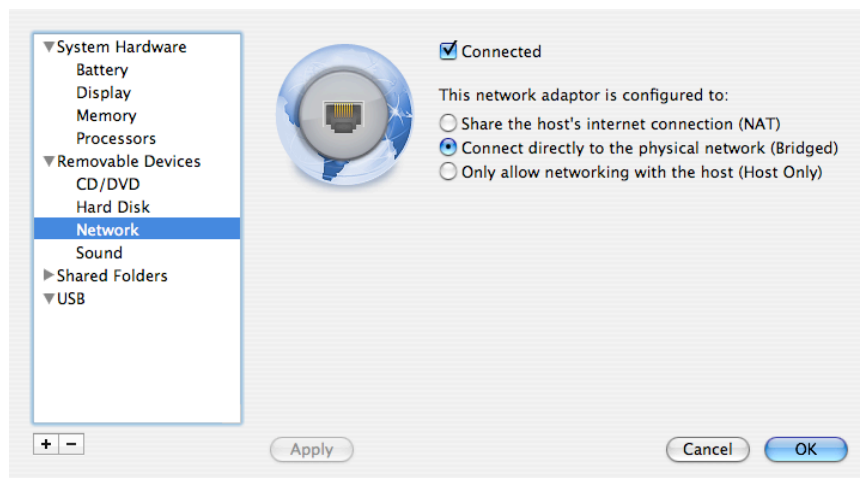 System Hardware
Battery
Display
Memory
Processors
Removable Devices
CD/DVD
Hard Disk
Network
Sound
Shared Folders
USB
+ −
Connected
This network adaptor is configured to:
Share the host's internet connection (NAT)
Connect directly to the physical network (Bridged)
Only allow networking with the host (Host Only)
Apply
Cancel
OK